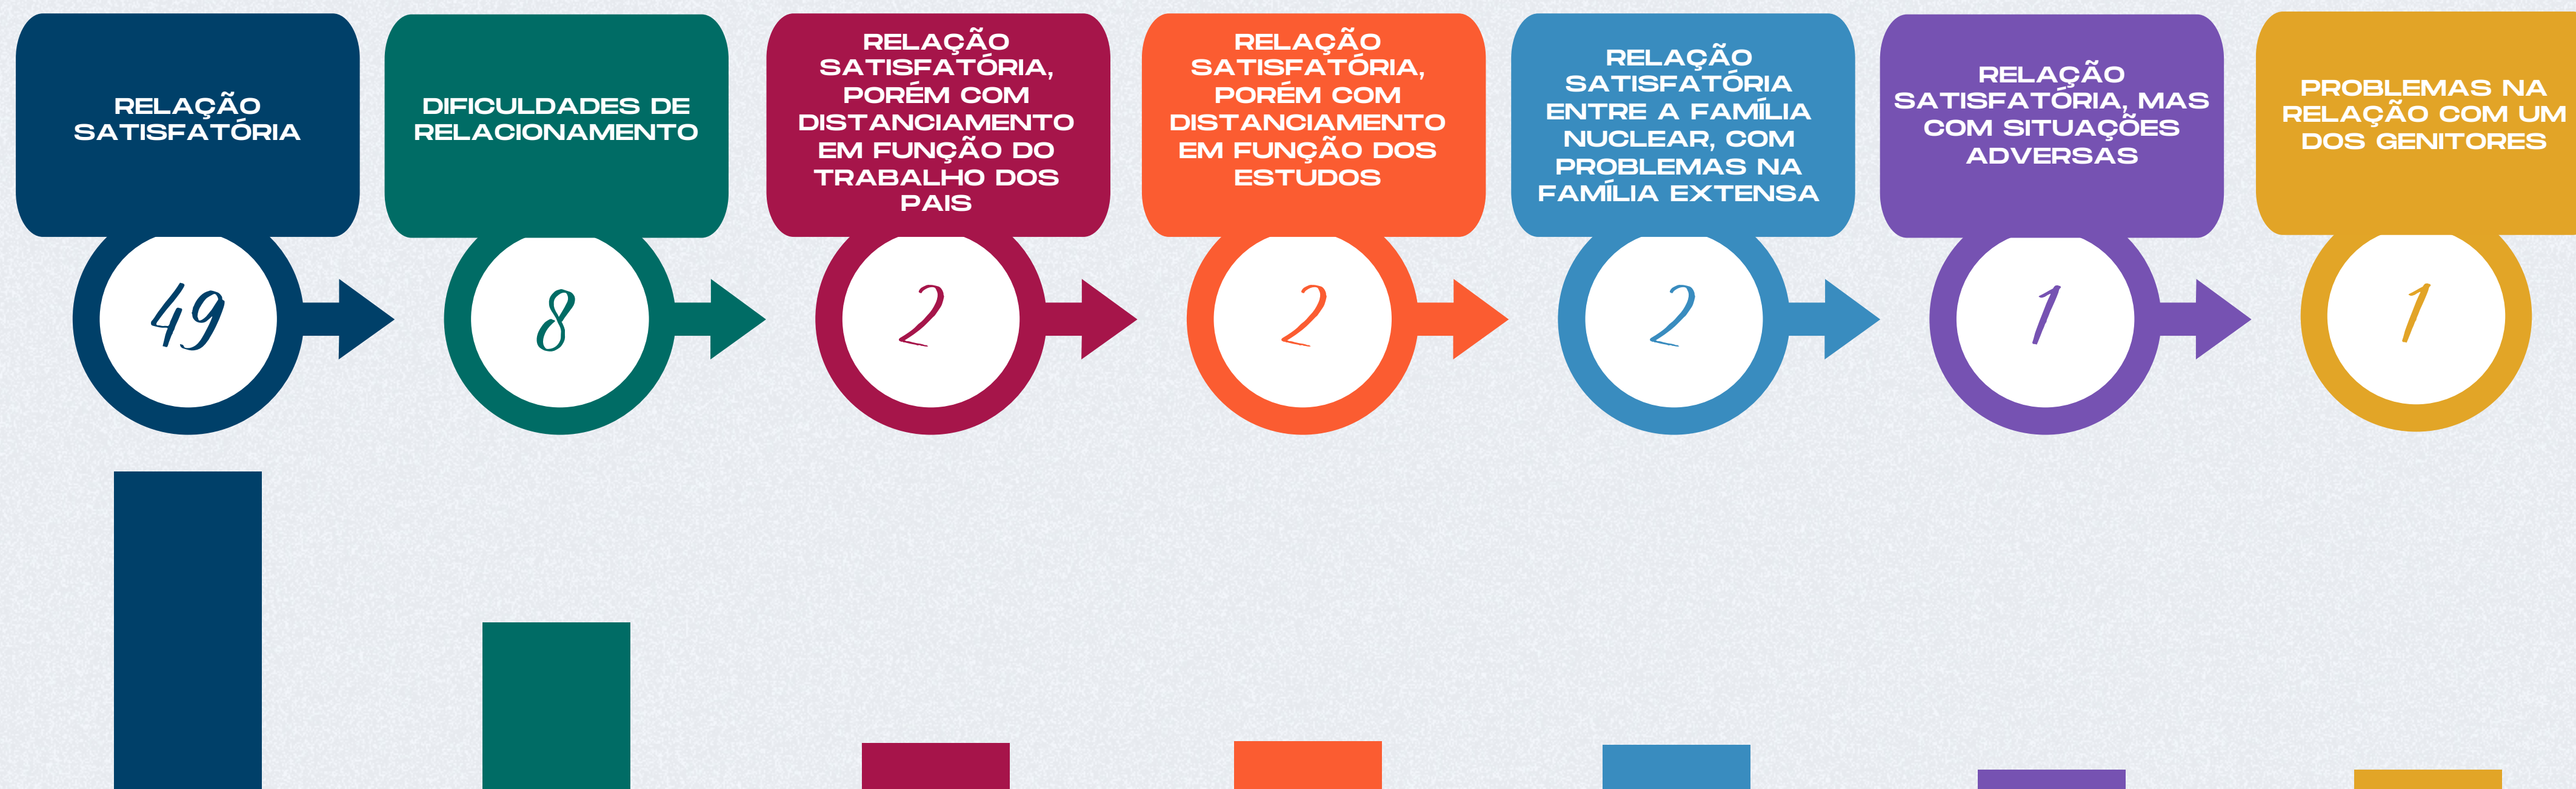 RELAÇÃO
SATISFATÓRIA
DIFICULDADES DE
RELACIONAMENTO
RELAÇÃO
SATISFATÓRIA,
PORÉM COM
DISTANCIAMENTO
EM FUNÇÃO DO
TRABALHO DOS
PAIS
RELAÇÃO
SATISFATÓRIA,
PORÉM COM
DISTANCIAMENTO
EM FUNÇÃO DOS
ESTUDOS
RELAÇÃO
SATISFATÓRIA
ENTRE A FAMÍLIA
NUCLEAR, COM
PROBLEMAS NA
FAMÍLIA EXTENSA
RELAÇÃO
SATISFATÓRIA, MAS
COM SITUAÇÕES
ADVERSAS
PROBLEMAS NA
RELAÇÃO COM UM
DOS GENITORES
49
8
2
2
2
1
1